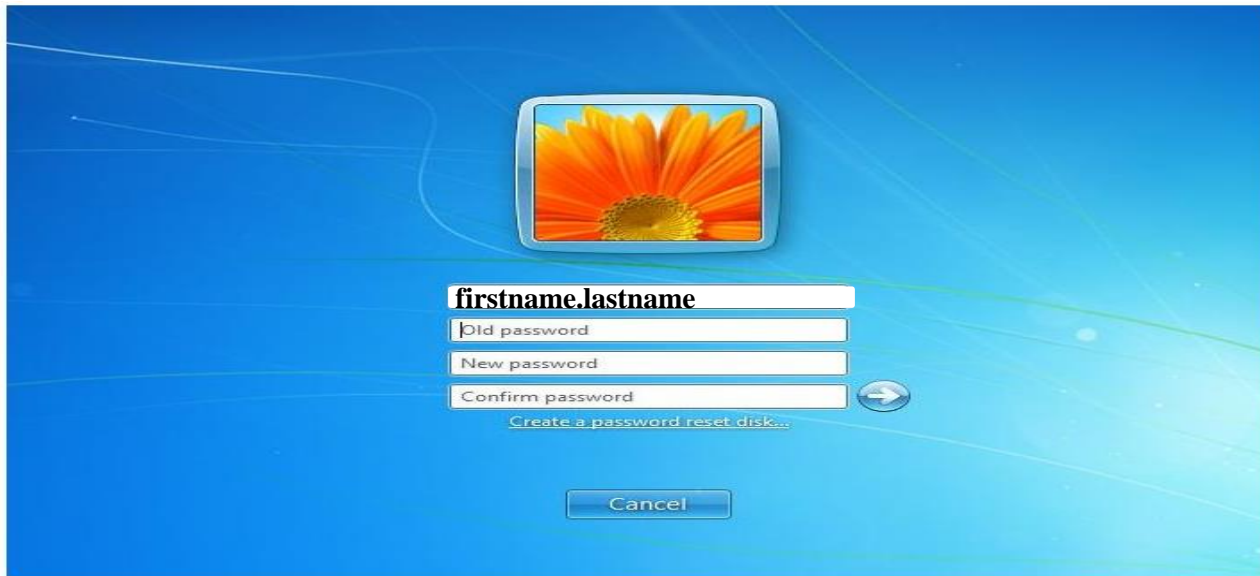 firstname.lastname
Old password
New password
Confirm password
Create a password reset disk...
Cancel